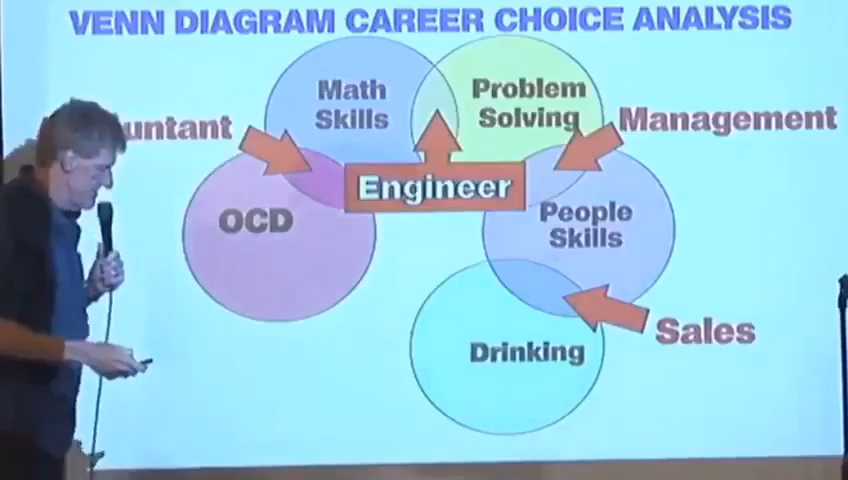 VENN DIAGRAM CAREER CHOICE ANALYSIS
Math
Skills
Problem
Solving
untant
Management
Engineer
OCD
People
Skills
Sales
Drinking